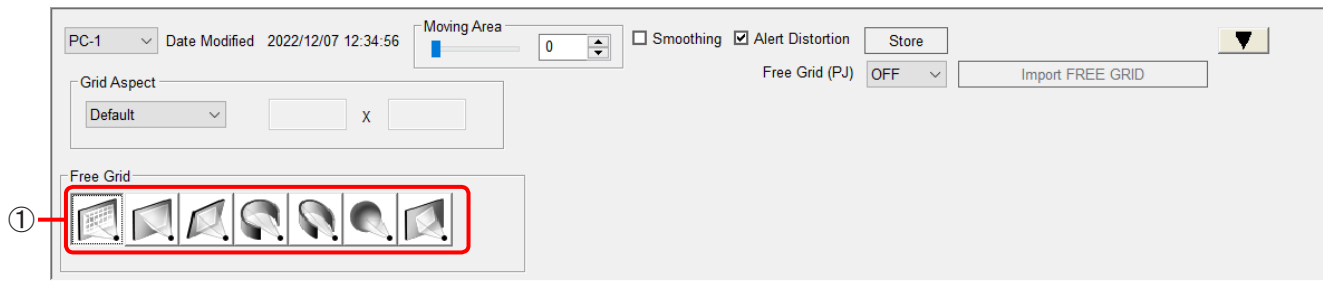 PC-1 Date Modified 2022/12/07 12:34:56 Moving Area 0 Smoothing Alert Distortion Store
Free Grid (PJ) OFF Import FREE GRID
Grid Aspect
Default X
Free Grid
①